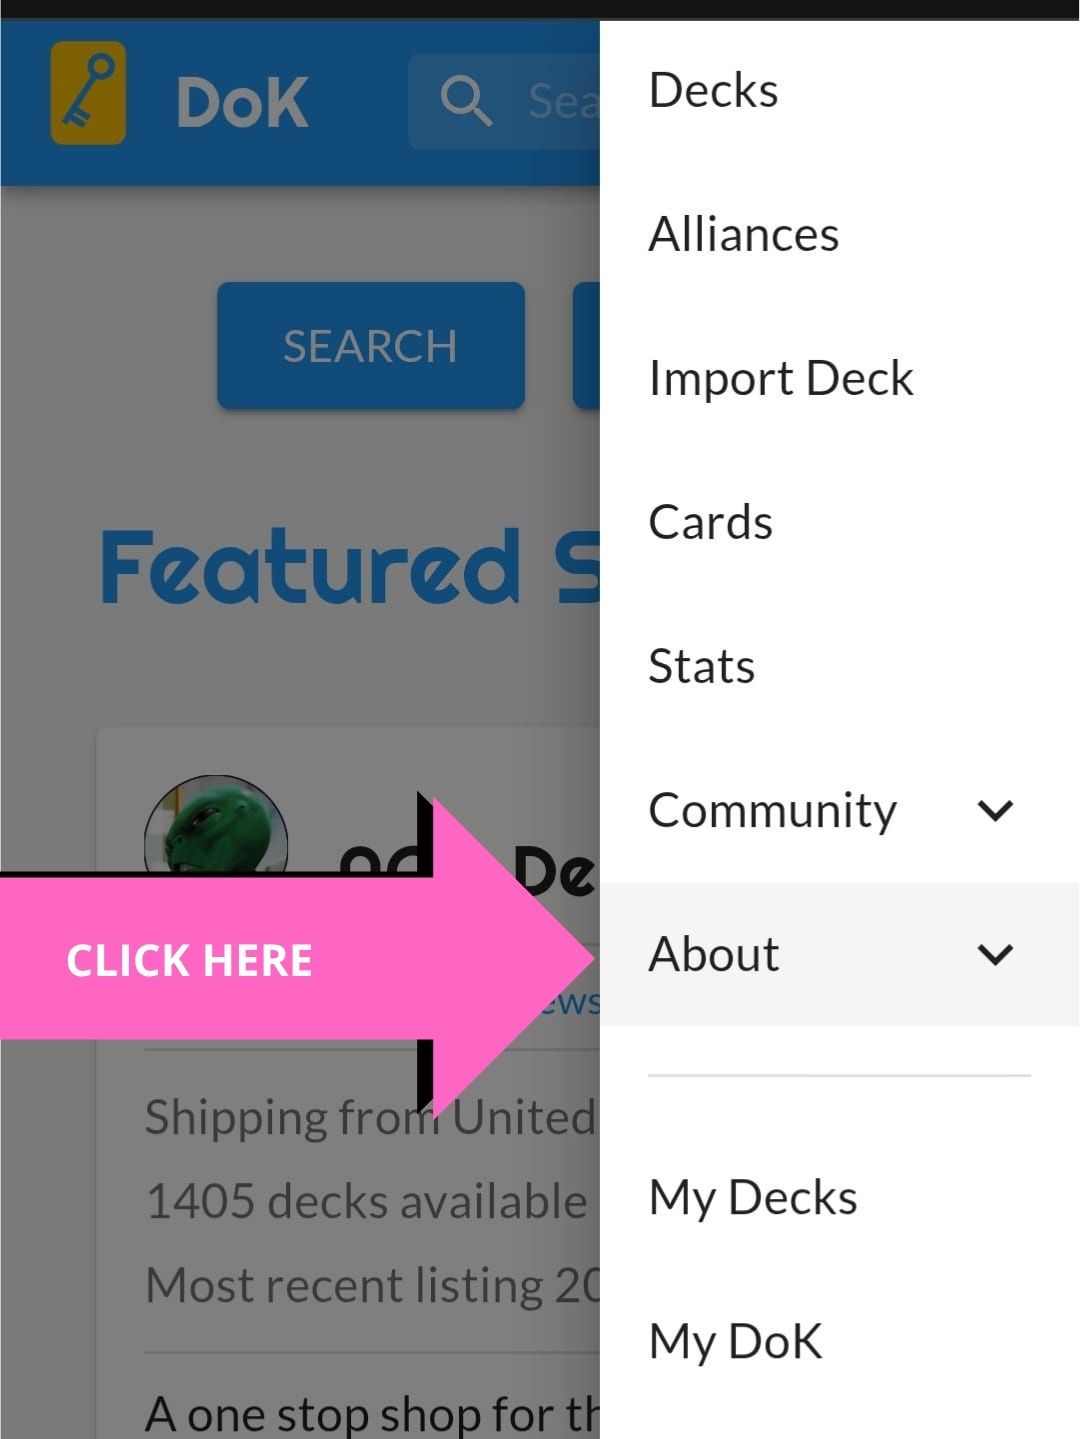 DoK
Sea
SEARCH
Featured S
De
CLICK HERE
ews
Shipping from United
1405 decks available
Most recent listing 20
A one stop shop for th
Decks
Alliances
Import Deck
Cards
Stats
Community
About
My Decks
My DoK